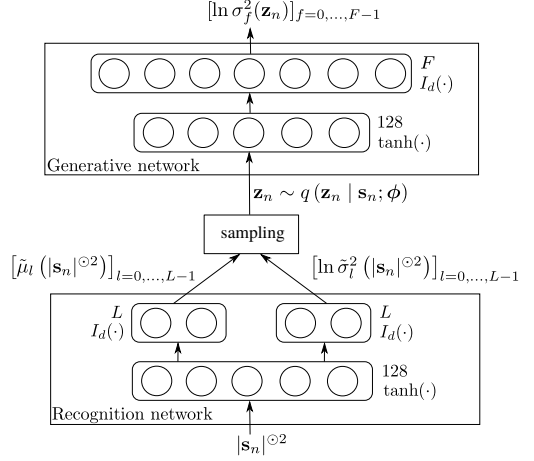 [ln σ_f^2(z_n)]_{f=0,...,F−1}
F
I_d(·)
128
tanh(·)
Generative network
z_n ∼ q (z_n | s_n; ϕ)
sampling
[μ̃_l (|s_n|^{⊙2})]_{l=0,...,L−1} [ln σ̃_l^2 (|s_n|^{⊙2})]_{l=0,...,L−1}
L L
I_d(·) I_d(·)
128
tanh(·)
Recognition network
|s_n|^{⊙2}